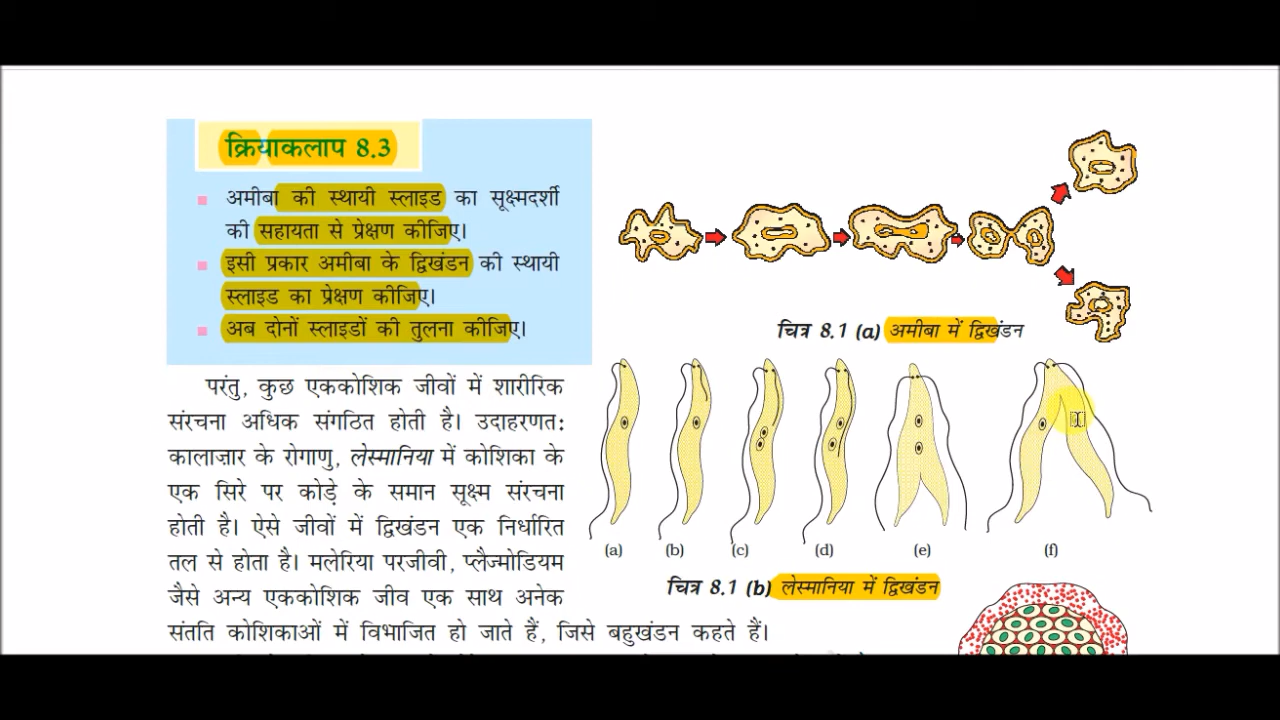 क्रियाकलाप 8.3
अमीबा की स्थायी स्लाइड का सूक्ष्मदर्शी
की सहायता से प्रेक्षण कीजिए।
इसी प्रकार अमीबा के द्विखंडन की स्थायी
स्लाइड का प्रेक्षण कीजिए।
अब दोनों स्लाइडों की तुलना कीजिए।
चित्र 8.1 (a) अमीबा में द्विखंडन
परंतु, कुछ एककोशिक जीवों में शारीरिक
संरचना अधिक संगठित होती है। उदाहरणत:
कालाज़ार के रोगाणु, लेस्मानिया में कोशिका के
एक सिरे पर कोड़े के समान सूक्ष्म संरचना
होती है। ऐसे जीवों में द्विखंडन एक निर्धारित
तल से होता है। मलेरिया परजीवी, प्लैज्मोडियम
जैसे अन्य एककोशिक जीव एक साथ अनेक
संतति कोशिकाओं में विभाजित हो जाते हैं, जिसे बहुखंडन कहते हैं।
(a) (b) (c) (d) (e) (f)
चित्र 8.1 (b) लेस्मानिया में द्विखंडन